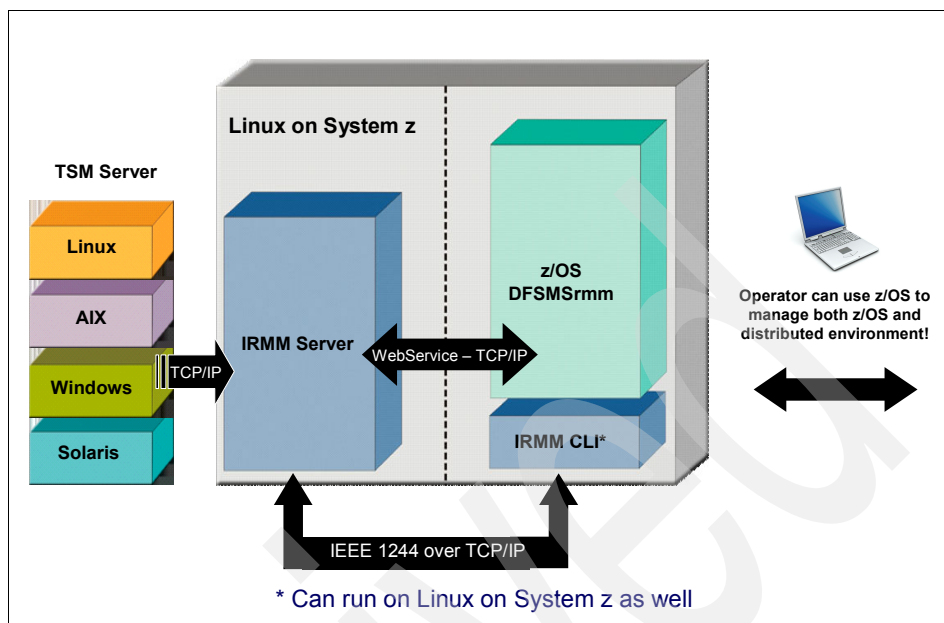 Linux on System z
TSM Server
Linux
AIX
Windows
Solaris
TCP/IP
IRMM Server
WebService – TCP/IP
z/OS
DFSMSrmm
IRMM CLI*
Operator can use z/OS to
manage both z/OS and
distributed environment!
IEEE 1244 over TCP/IP
* Can run on Linux on System z as well